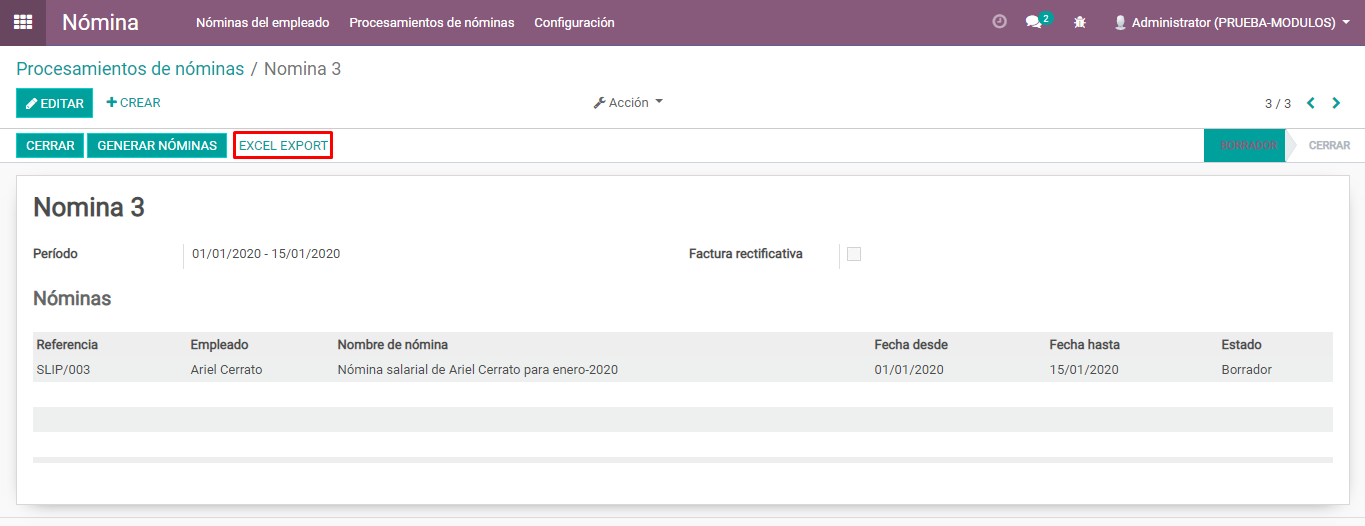 Nómina Nóminas del empleado Procesamientos de nóminas Configuración 2 Administrator (PRUEBA-MODULOS)
Procesamientos de nóminas / Nomina 3
EDITAR + CREAR Acción 3 / 3
CERRAR GENERAR NÓMINAS EXCEL EXPORT BORRADOR CERRAR
Nomina 3
Período 01/01/2020 - 15/01/2020 Factura rectificativa
Nóminas
Referencia Empleado Nombre de nómina Fecha desde Fecha hasta Estado
SLIP/003 Ariel Cerrato Nómina salarial de Ariel Cerrato para enero-2020 01/01/2020 15/01/2020 Borrador